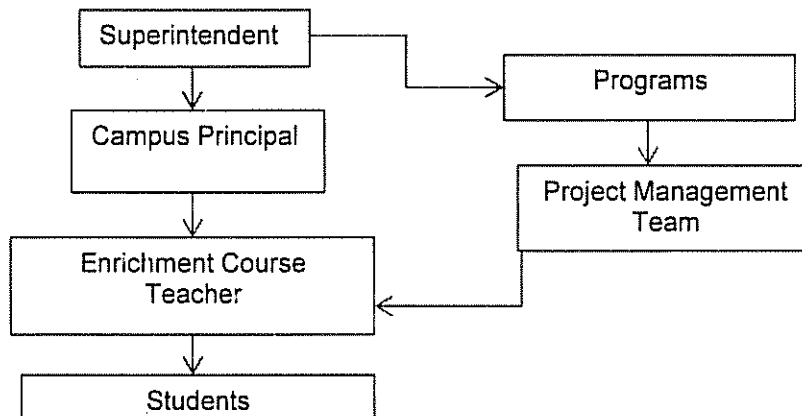 Superintendent
Programs
Campus Principal
Project Management
Team
Enrichment Course
Teacher
Students